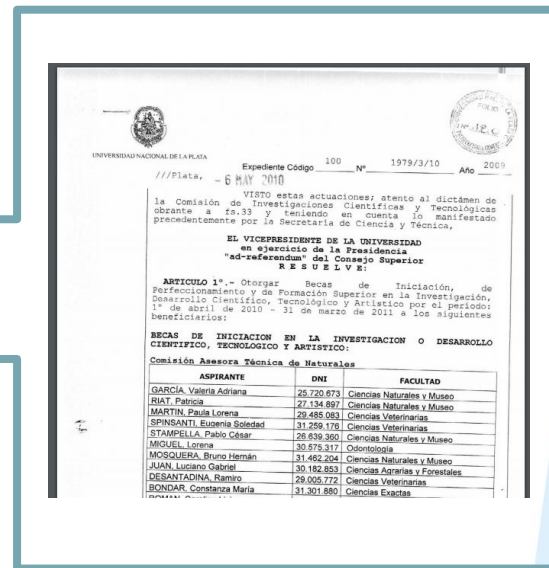 FOLIO
UNIVERSIDAD NACIONAL DE LA PLATA
Expediente Código 100 Nº 1979/3/10 Año 2009
///Plata, - 6 MAY 2010
VISTO estas actuaciones; atento al dictámen de
la Comisión de Investigaciones Científicas y Tecnológicas
obrante a fs.33 y teniendo en cuenta lo manifestado
precedentemente por la Secretaría de Ciencia y Técnica,
EL VICEPRESIDENTE DE LA UNIVERSIDAD
en ejercicio de la Presidencia
"ad-referendum" del Consejo Superior
R E S U E L V E:
ARTICULO 1º.- Otorgar Becas de Iniciación, de
Perfeccionamiento y de Formación Superior en la Investigación,
Desarrollo Científico, Tecnológico y Artístico por el período:
1º de abril de 2010 - 31 de marzo de 2011 a los siguientes
beneficiarios:
BECAS DE INICIACION EN LA INVESTIGACION O DESARROLLO
CIENTIFICO, TECNOLOGICO Y ARTISTICO:
Comisión Asesora Técnica de Naturales
ASPIRANTE DNI FACULTAD
GARCÍA, Valeria Adriana 25.720.673 Ciencias Naturales y Museo
RIAT, Patricia 27.134.897 Ciencias Naturales y Museo
MARTIN, Paula Lorena 29.485.083 Ciencias Veterinarias
SPINSANTI, Eugenia Soledad 31.259.176 Ciencias Veterinarias
STAMPELLA, Pablo César 26.639.360 Ciencias Naturales y Museo
MIGUEL, Lorena 30.575.317 Odontología
MOSQUERA, Bruno Hernán 31.462.204 Ciencias Naturales y Museo
JUAN, Luciano Gabriel 30.182.853 Ciencias Agrarias y Forestales
DESANTADINA, Ramiro 29.005.772 Ciencias Veterinarias
BONDAR, Constanza María 31.301.880 Ciencias Exactas